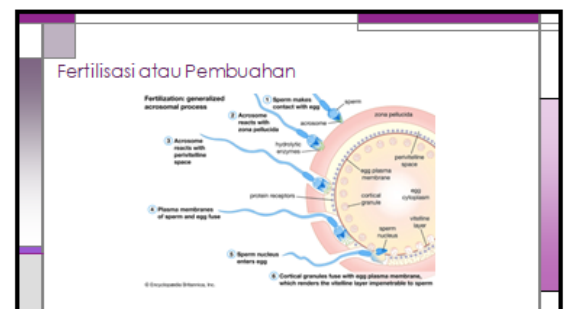 Fertilisasi atau Pembuahan
Fertilization: generalized
acrosomal process
1 Sperm makes
contact with egg
sperm
2 Acrosome
reacts with
zona pellucida
acrosome
zona pellucida
3 Acrosome
reacts with
perivitelline
space
hydrolytic
enzymes
perivitelline
space
egg plasma
membrane
protein receptors
cortical
granule
egg
cytoplasm
4 Plasma membranes
of sperm and egg fuse
vitelline
layer
sperm
nucleus
5 Sperm nucleus
enters egg
6 Cortical granules fuse with egg plasma membrane,
which renders the vitelline layer impenetrable to sperm
© Encyclopædia Britannica, Inc.